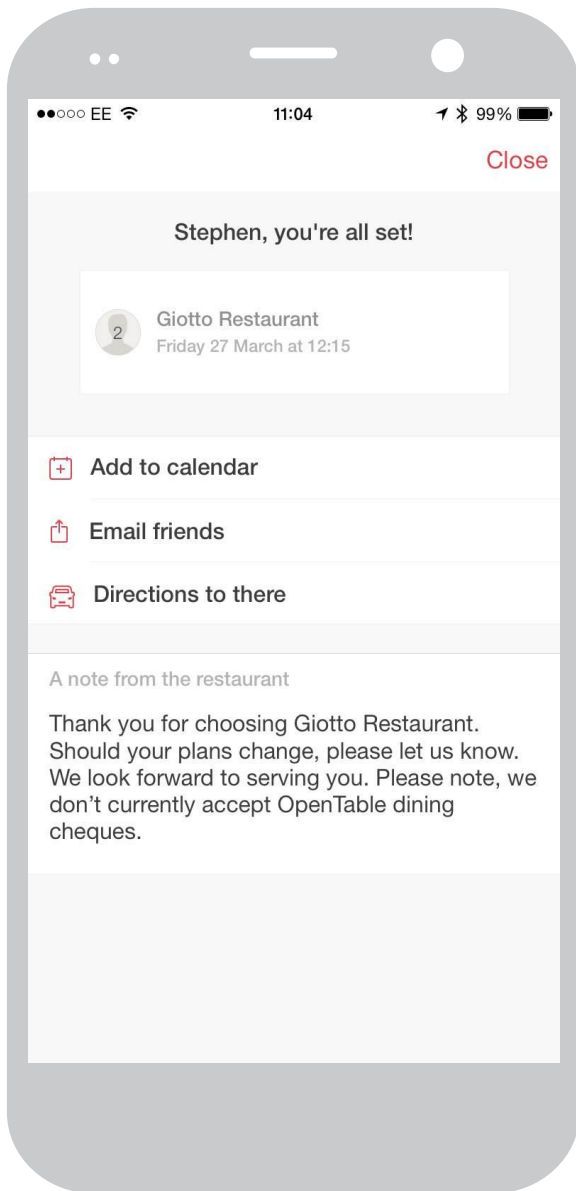 EE 11:04 99%
Close
Stephen, you're all set!
2
Giotto Restaurant
Friday 27 March at 12:15
Add to calendar
Email friends
Directions to there
A note from the restaurant
Thank you for choosing Giotto Restaurant.
Should your plans change, please let us know.
We look forward to serving you. Please note, we
don’t currently accept OpenTable dining
cheques.